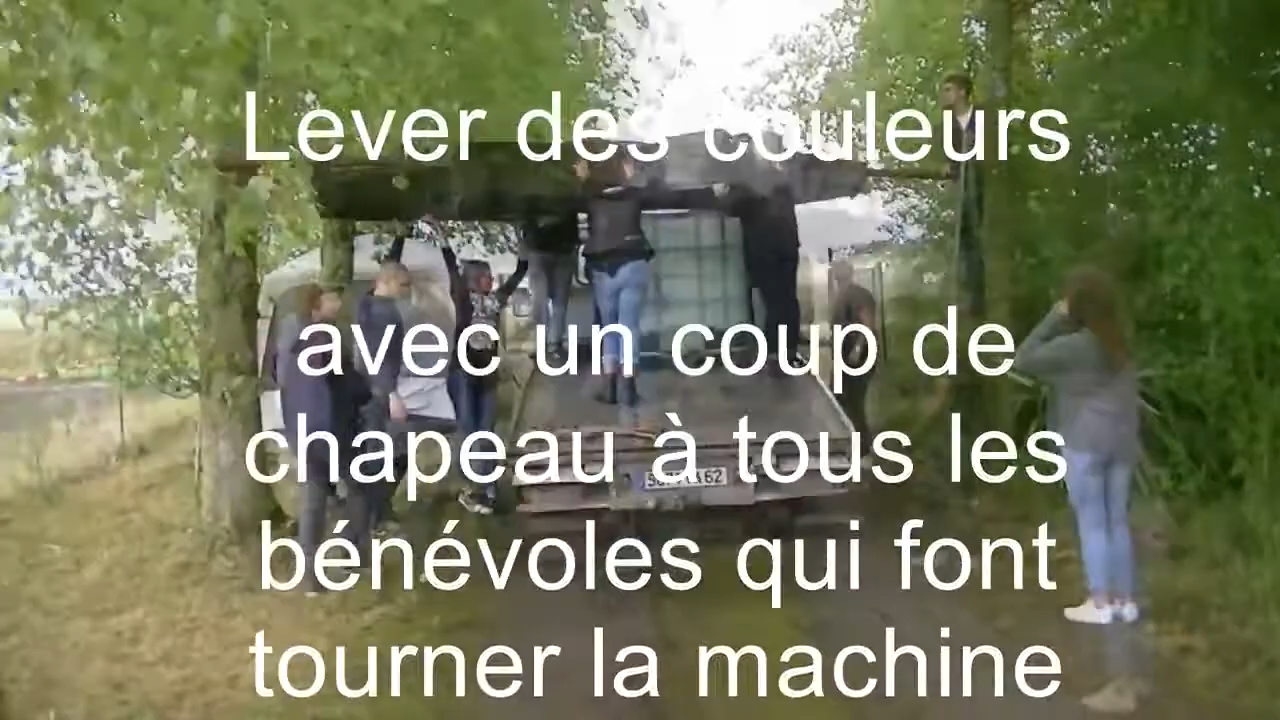 Lever des couleurs
avec un coup de
chapeau à tous les
bénévoles qui font
tourner la machine